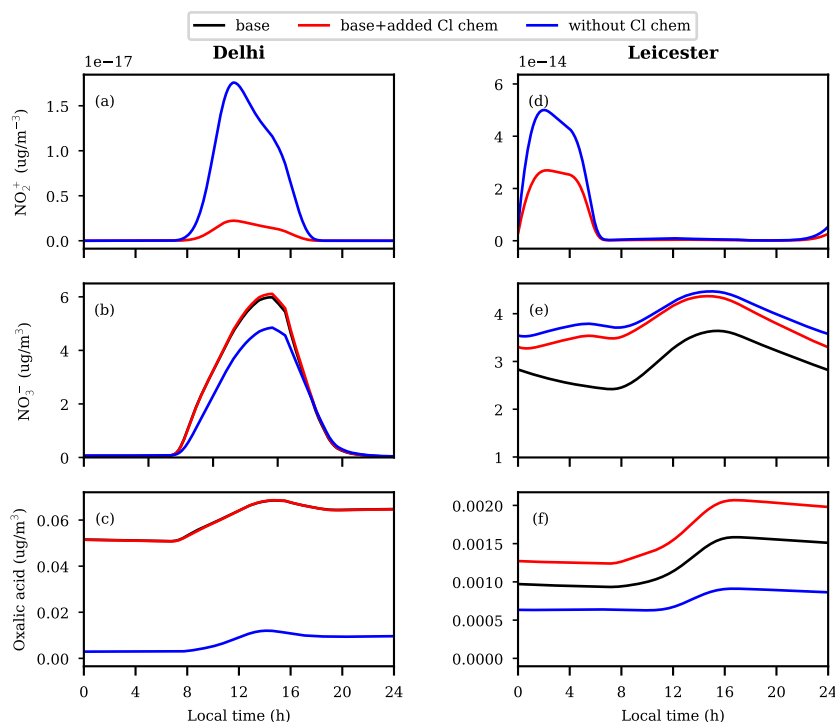 base base+added Cl chem without Cl chem
Delhi Leicester
1e−17
(a)
NO₂⁺ (ug/m⁻³)
1.5
1.0
0.5
0.0
1e−14
(d)
6
4
2
0
(b)
NO₃⁻ (ug/m³)
6
4
2
0
(e)
4
3
2
1
(c)
Oxalic acid (ug/m³)
0.06
0.04
0.02
0.00
0 4 8 12 16 20 24
Local time (h)
(f)
0.0020
0.0015
0.0010
0.0005
0.0000
0 4 8 12 16 20 24
Local time (h)